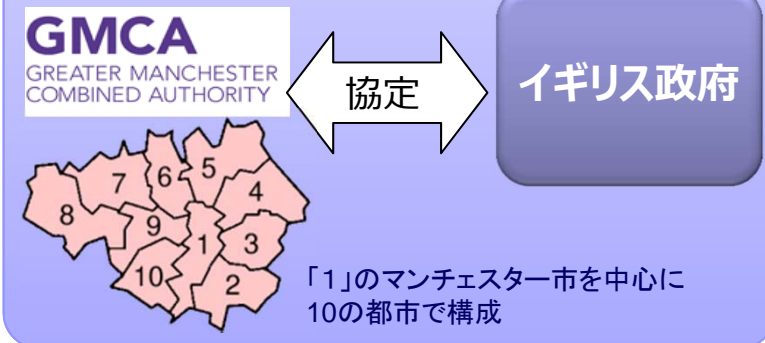 GMCA
GREATER MANCHESTER
COMBINED AUTHORITY
協定
イギリス政府
5
7
6
4
8
9
1
3
10
2
「1」のマンチェスター市を中心に
10の都市で構成